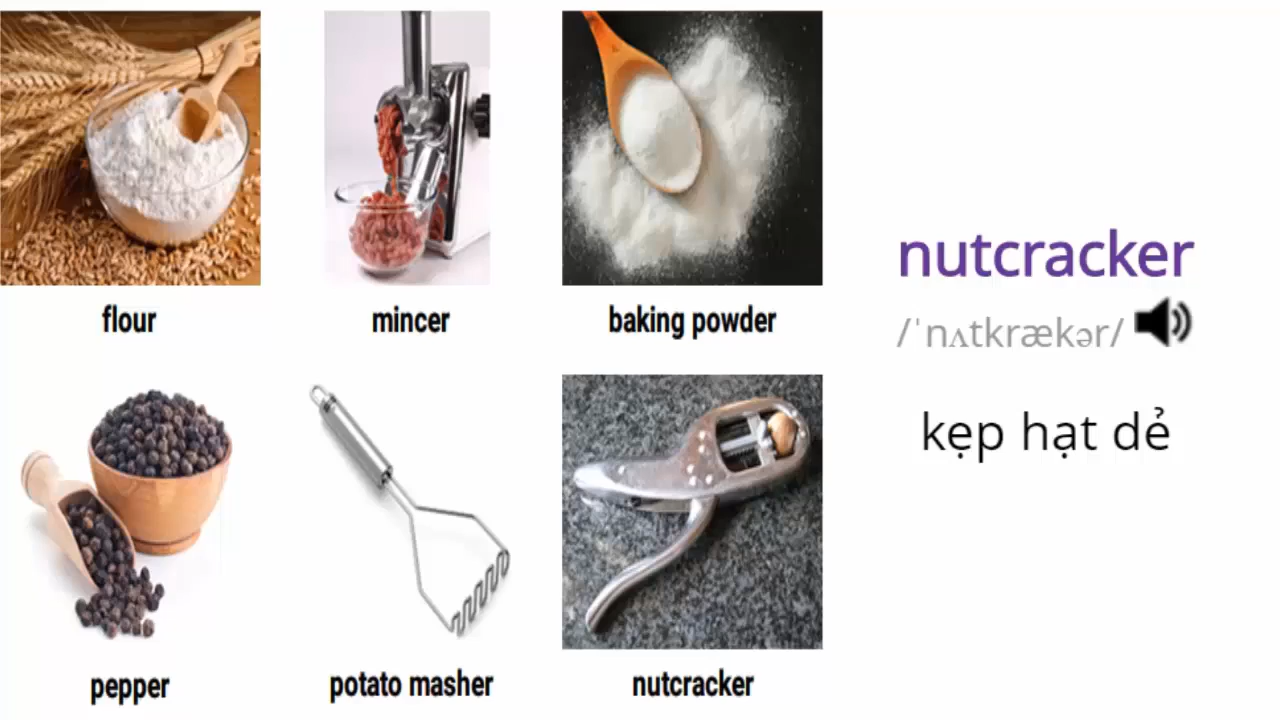 flour
mincer
baking powder
pepper
potato masher
nutcracker
nutcracker
/ˈnʌtkrækər/
kẹp hạt dẻ